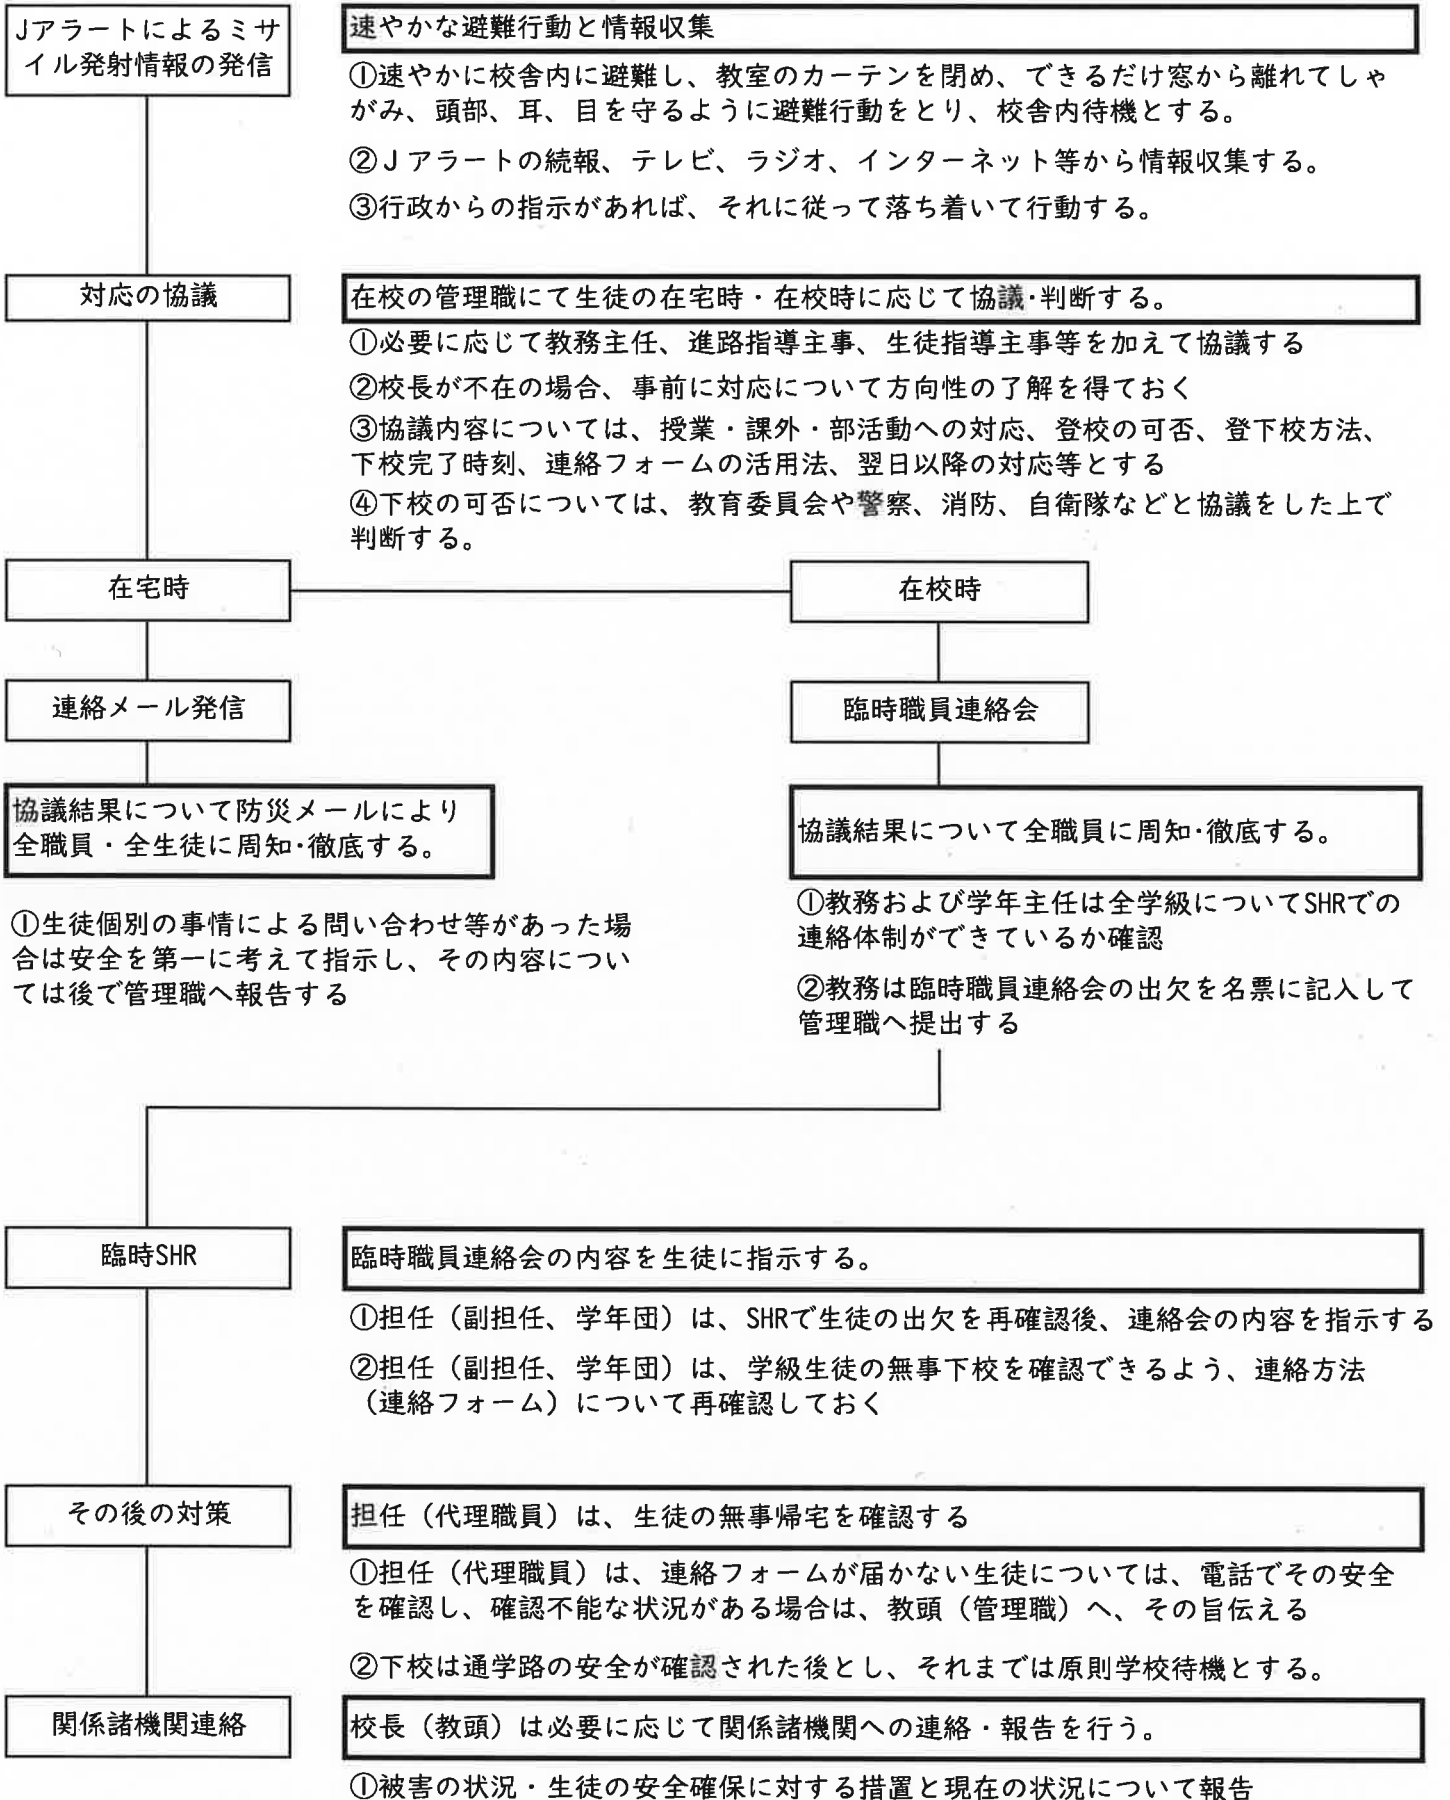 Jアラートによるミサ
イル発射情報の発信
速やかな避難行動と情報収集
①速やかに校舎内に避難し、教室のカーテンを閉め、できるだけ窓から離れてしゃ
がみ、頭部、耳、目を守るように避難行動をとり、校舎内待機とする。
②Ｊアラートの続報、テレビ、ラジオ、インターネット等から情報収集する。
③行政からの指示があれば、それに従って落ち着いて行動する。
対応の協議
在校の管理職にて生徒の在宅時・在校時に応じて協議･判断する。
①必要に応じて教務主任、進路指導主事、生徒指導主事等を加えて協議する
②校長が不在の場合、事前に対応について方向性の了解を得ておく
③協議内容については、授業・課外・部活動への対応、登校の可否、登下校方法、
下校完了時刻、連絡フォームの活用法、翌日以降の対応等とする
④下校の可否については、教育委員会や警察、消防、自衛隊などと協議をした上で
判断する。
在宅時
在校時
連絡メール発信
臨時職員連絡会
協議結果について防災メールにより
全職員・全生徒に周知･徹底する。
協議結果について全職員に周知･徹底する。
①生徒個別の事情による問い合わせ等があった場
合は安全を第一に考えて指示し、その内容につい
ては後で管理職へ報告する
①教務および学年主任は全学級についてSHRでの
連絡体制ができているか確認
②教務は臨時職員連絡会の出欠を名票に記入して
管理職へ提出する
臨時SHR
臨時職員連絡会の内容を生徒に指示する。
①担任（副担任、学年団）は、SHRで生徒の出欠を再確認後、連絡会の内容を指示する
②担任（副担任、学年団）は、学級生徒の無事下校を確認できるよう、連絡方法
（連絡フォーム）について再確認しておく
その後の対策
担任（代理職員）は、生徒の無事帰宅を確認する
①担任（代理職員）は、連絡フォームが届かない生徒については、電話でその安全
を確認し、確認不能な状況がある場合は、教頭（管理職）へ、その旨伝える
②下校は通学路の安全が確認された後とし、それまでは原則学校待機とする。
関係諸機関連絡
校長（教頭）は必要に応じて関係諸機関への連絡・報告を行う。
①被害の状況・生徒の安全確保に対する措置と現在の状況について報告